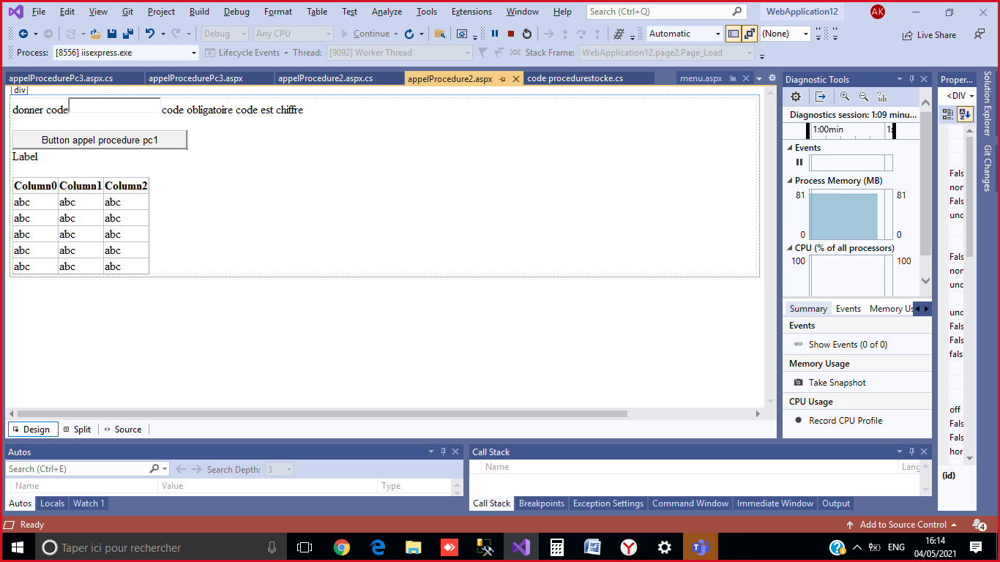 File Edit View Git Project Build Debug Format Table Test Analyze Tools Extensions Window Help Search (Ctrl+Q) WebApplication12 AK
Debug Any CPU Continue Automatic (None) Live Share
Process: [8556] iisexpress.exe Lifecycle Events Thread: [9092] Worker Thread Stack Frame: WebApplication12.page2.Page_Load
appelProcedurePc3.aspx.cs appelProcedurePc3.aspx appelProcedure2.aspx.cs appelProcedure2.aspx code procedurestocke.cs menu.aspx
div
donner code code obligatoire code est chiffre
Button appel procedure pc1
Label
Column0 Column1 Column2
abc abc abc
abc abc abc
abc abc abc
abc abc abc
abc abc abc
Design Split Source
Diagnostic Tools
Diagnostics session: 1:09 minu...
1:00min 1:
Events
Process Memory (MB)
81 81
0 0
CPU (% of all processors)
100 100
Summary Events Memory Us
Events
Show Events (0 of 0)
Memory Usage
Take Snapshot
CPU Usage
Record CPU Profile
Proper...
<DIV
Fals
non
Fals
und
Fals
non
und
und
Fals
Fals
fals
off
Fals
Fals
hor
(id)
Solution Explorer
Git Changes
Autos
Search (Ctrl+E) Search Depth: 3
Name Value Type
Autos Locals Watch 1
Call Stack
Name Lang
Call Stack Breakpoints Exception Settings Command Window Immediate Window Output
Ready Add to Source Control 4
Taper ici pour rechercher ENG 16:14
04/05/2021